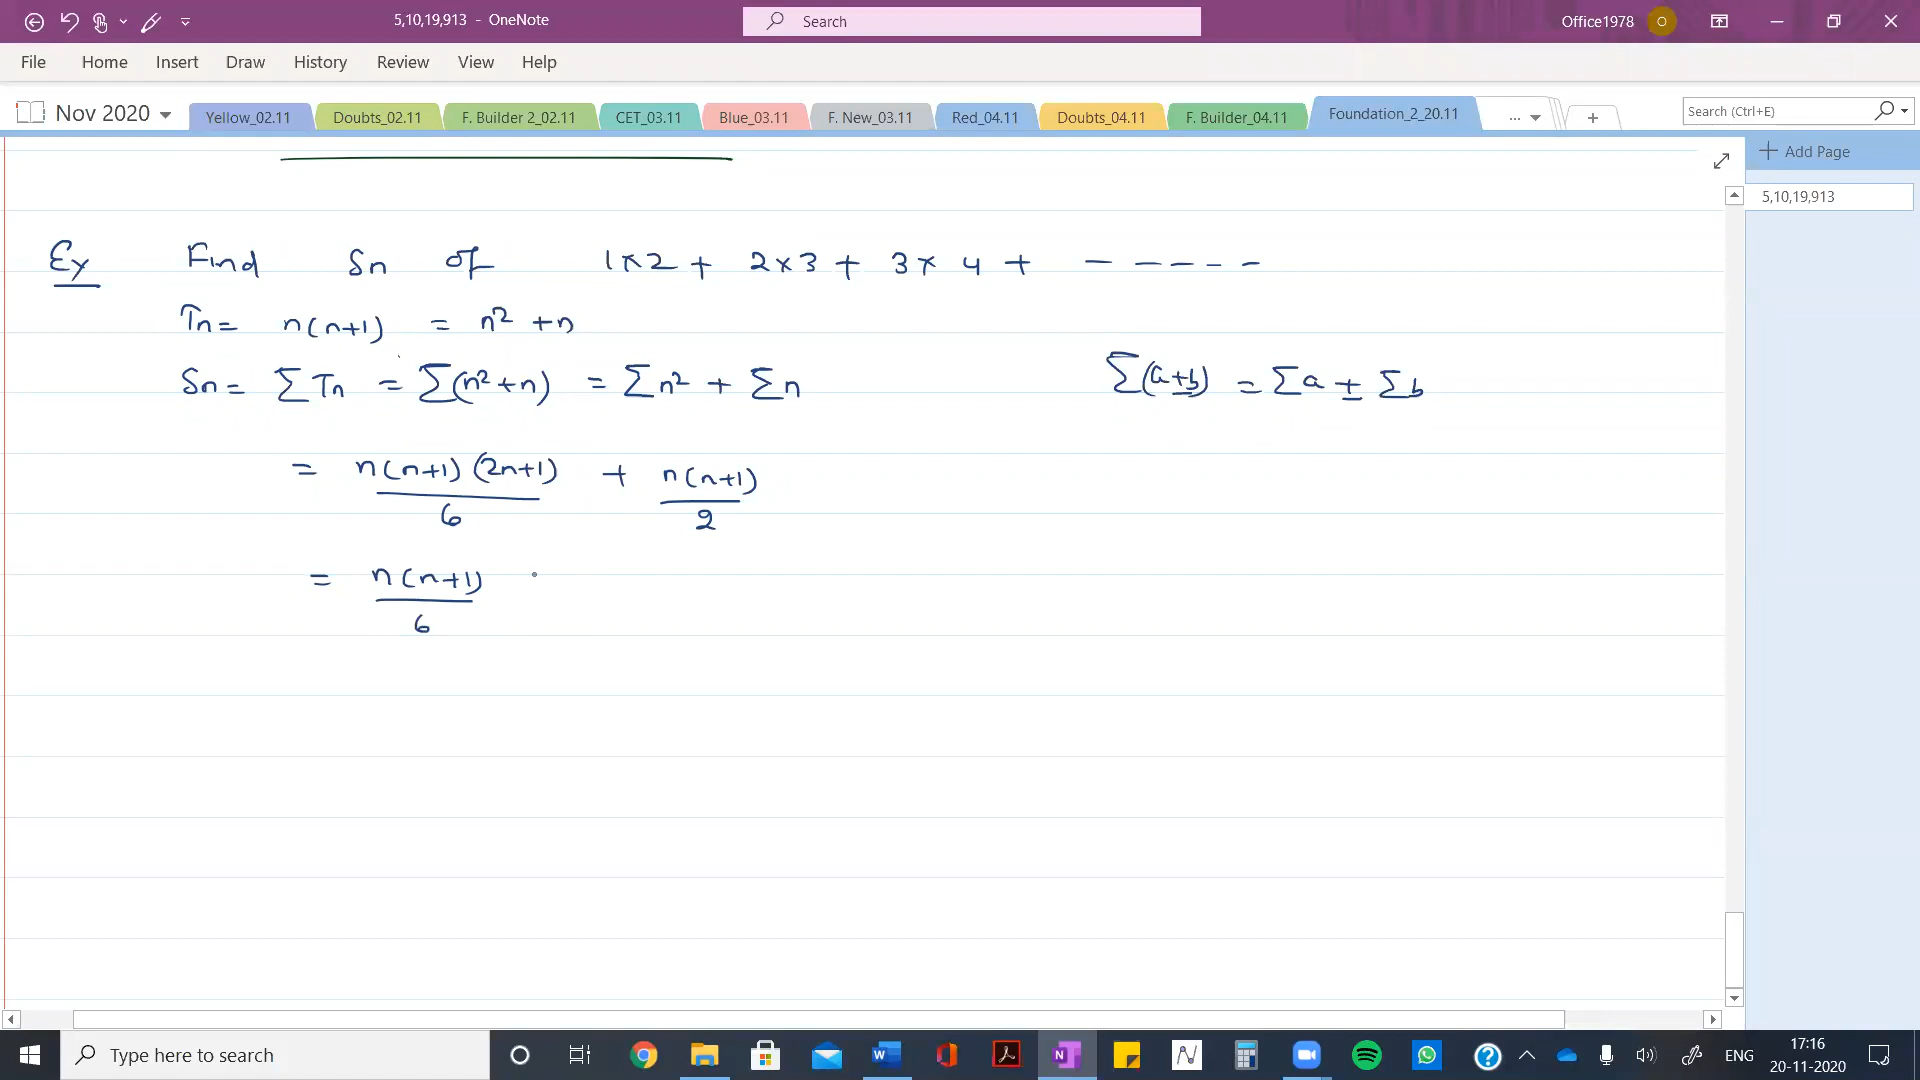 5,10,19,913 - OneNote
Search
Office1978
O
File Home Insert Draw History Review View Help
Nov 2020
Yellow_02.11
Doubts_02.11
F. Builder 2_02.11
CET_03.11
Blue_03.11
F. New_03.11
Red_04.11
Doubts_04.11
F. Builder_04.11
Foundation_2_20.11
...
Search (Ctrl+E)
Add Page
5,10,19,913
Ex Find Sn of 1×2 + 2×3 + 3×4 + - - - - -
Tn = n(n+1) = n² + n
Sn = ΣTn = Σ(n²+n) = Σn² + Σn
Σ(a±b) = Σa ± Σb
= n(n+1)(2n+1)/6 + n(n+1)/2
= n(n+1)/6
Type here to search
ENG
17:16
20-11-2020